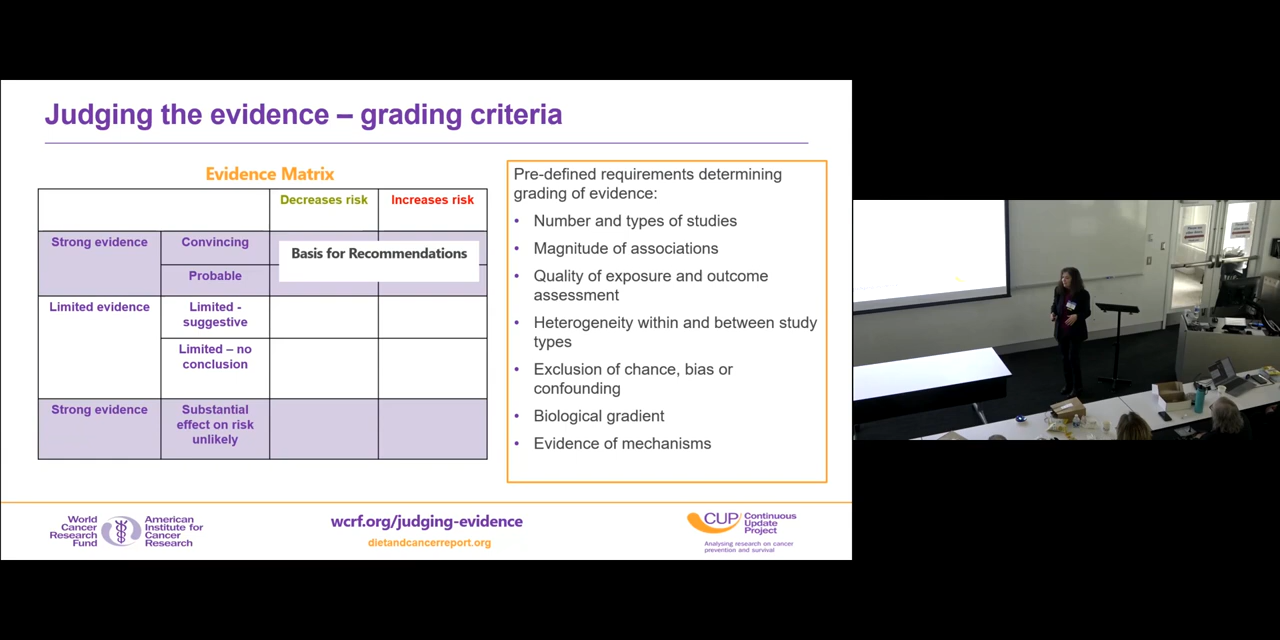 Judging the evidence – grading criteria
Evidence Matrix
Decreases risk
Increases risk
Strong evidence
Convincing
Basis for Recommendations
Probable
Limited evidence
Limited -
suggestive
Limited – no
conclusion
Strong evidence
Substantial
effect on risk
unlikely
Pre-defined requirements determining
grading of evidence:
• Number and types of studies
• Magnitude of associations
• Quality of exposure and outcome
assessment
• Heterogeneity within and between study
types
• Exclusion of chance, bias or
confounding
• Biological gradient
• Evidence of mechanisms
World
Cancer
Research
Fund
American
Institute for
Cancer
Research
wcrf.org/judging-evidence
dietandcancerreport.org
CUP
Continuous
Update
Project
Analysing research on cancer
prevention and survival